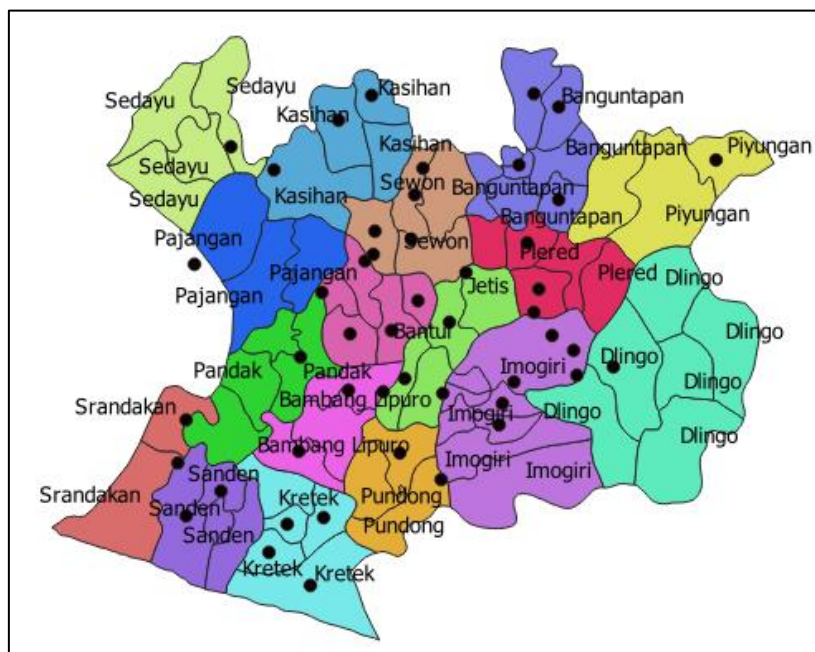 Sedayu
Kasihan
Sedayu
Banguntapan
Kasihan
Kasihan
Banguntapan
Piyungan
Sedayu
Sewon
Banguntapan
Sedayu
Kasihan
Piyungan
Banguntapan
Pajangan
Sewon
Plered
Pajangan
Plered
Dlingo
Jetis
Pajangan
Bantul
Dlingo
Pandak
Pandak
Imogiri
Dlingo
Dlingo
Srandakan
Bambang Lipuro
Imogiri
Dlingo
Dlingo
Bambang Lipuro
Imogiri
Imogiri
Sanden
Srandakan
Kretek
Pundong
Sanden
Pundong
Sanden
Kretek
Kretek